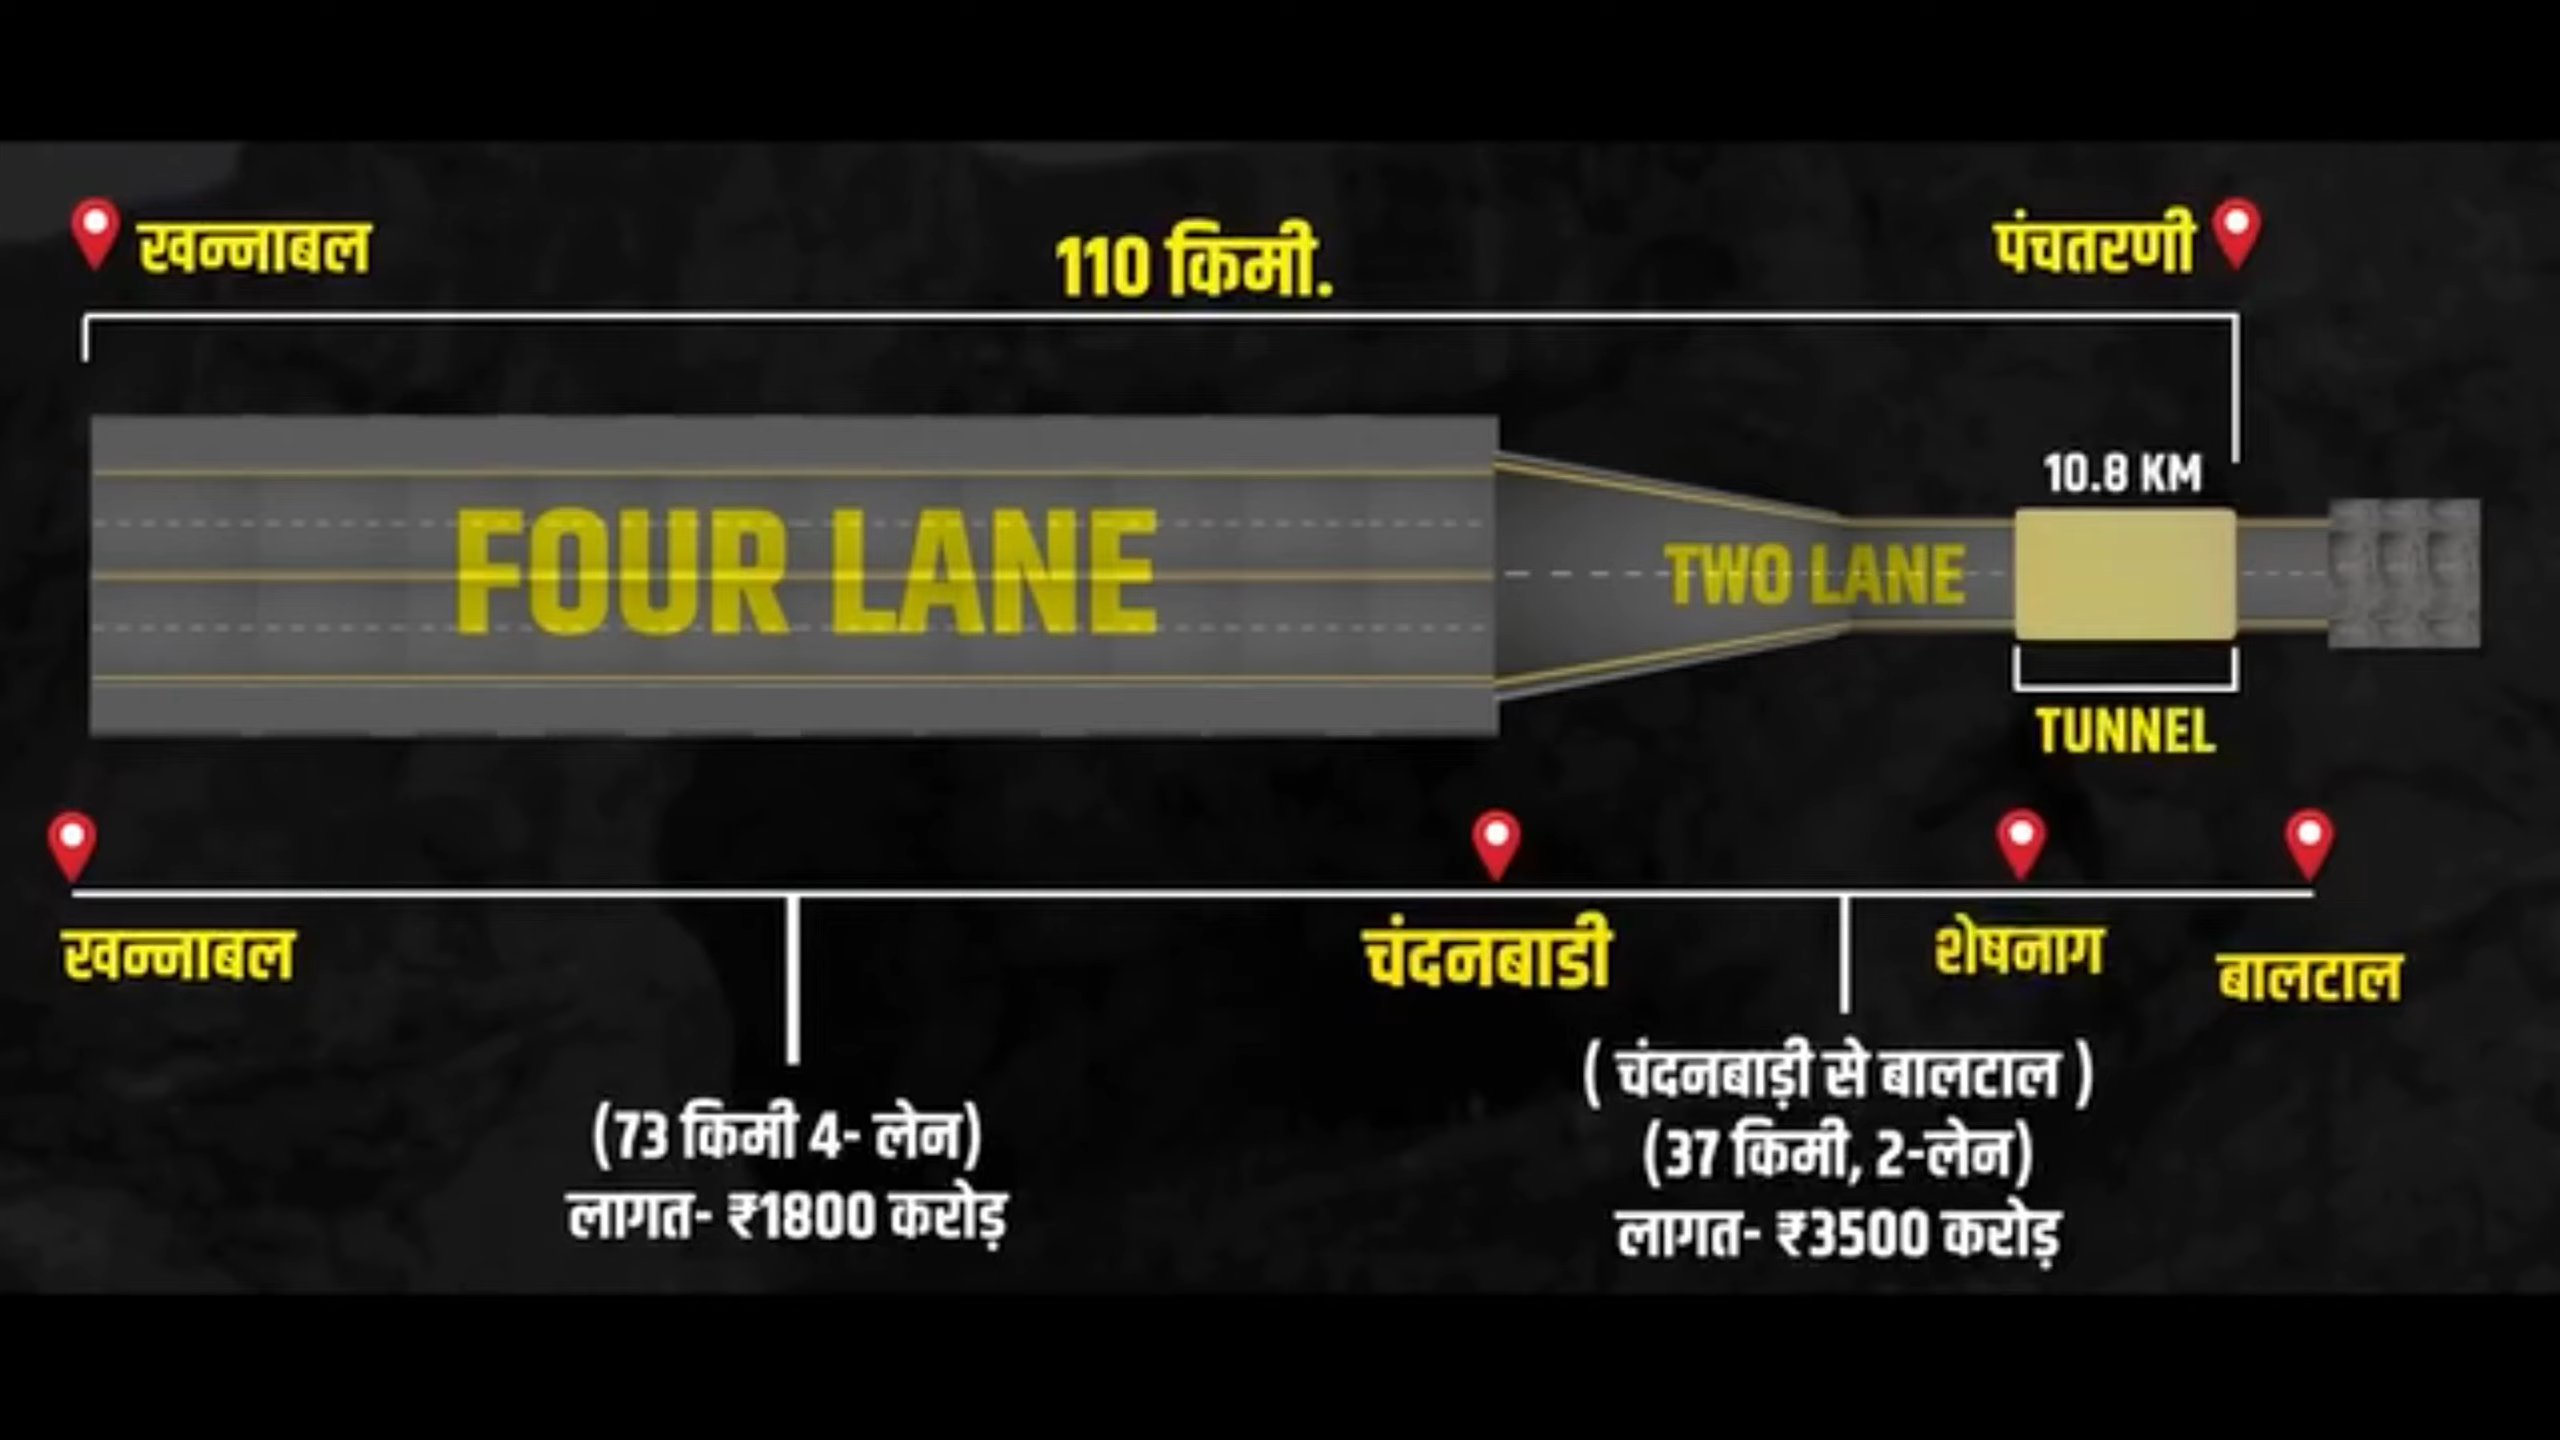 खन्नाबल
110 किमी.
पंचतरणी
10.8 KM
FOUR LANE
TWO LANE
TUNNEL
खन्नाबल
चंदनबाडी
शेषनाग
बालटाल
(73 किमी 4- लेन)
लागत- ₹1800 करोड़
( चंदनबाड़ी से बालटाल )
(37 किमी, 2-लेन)
लागत- ₹3500 करोड़